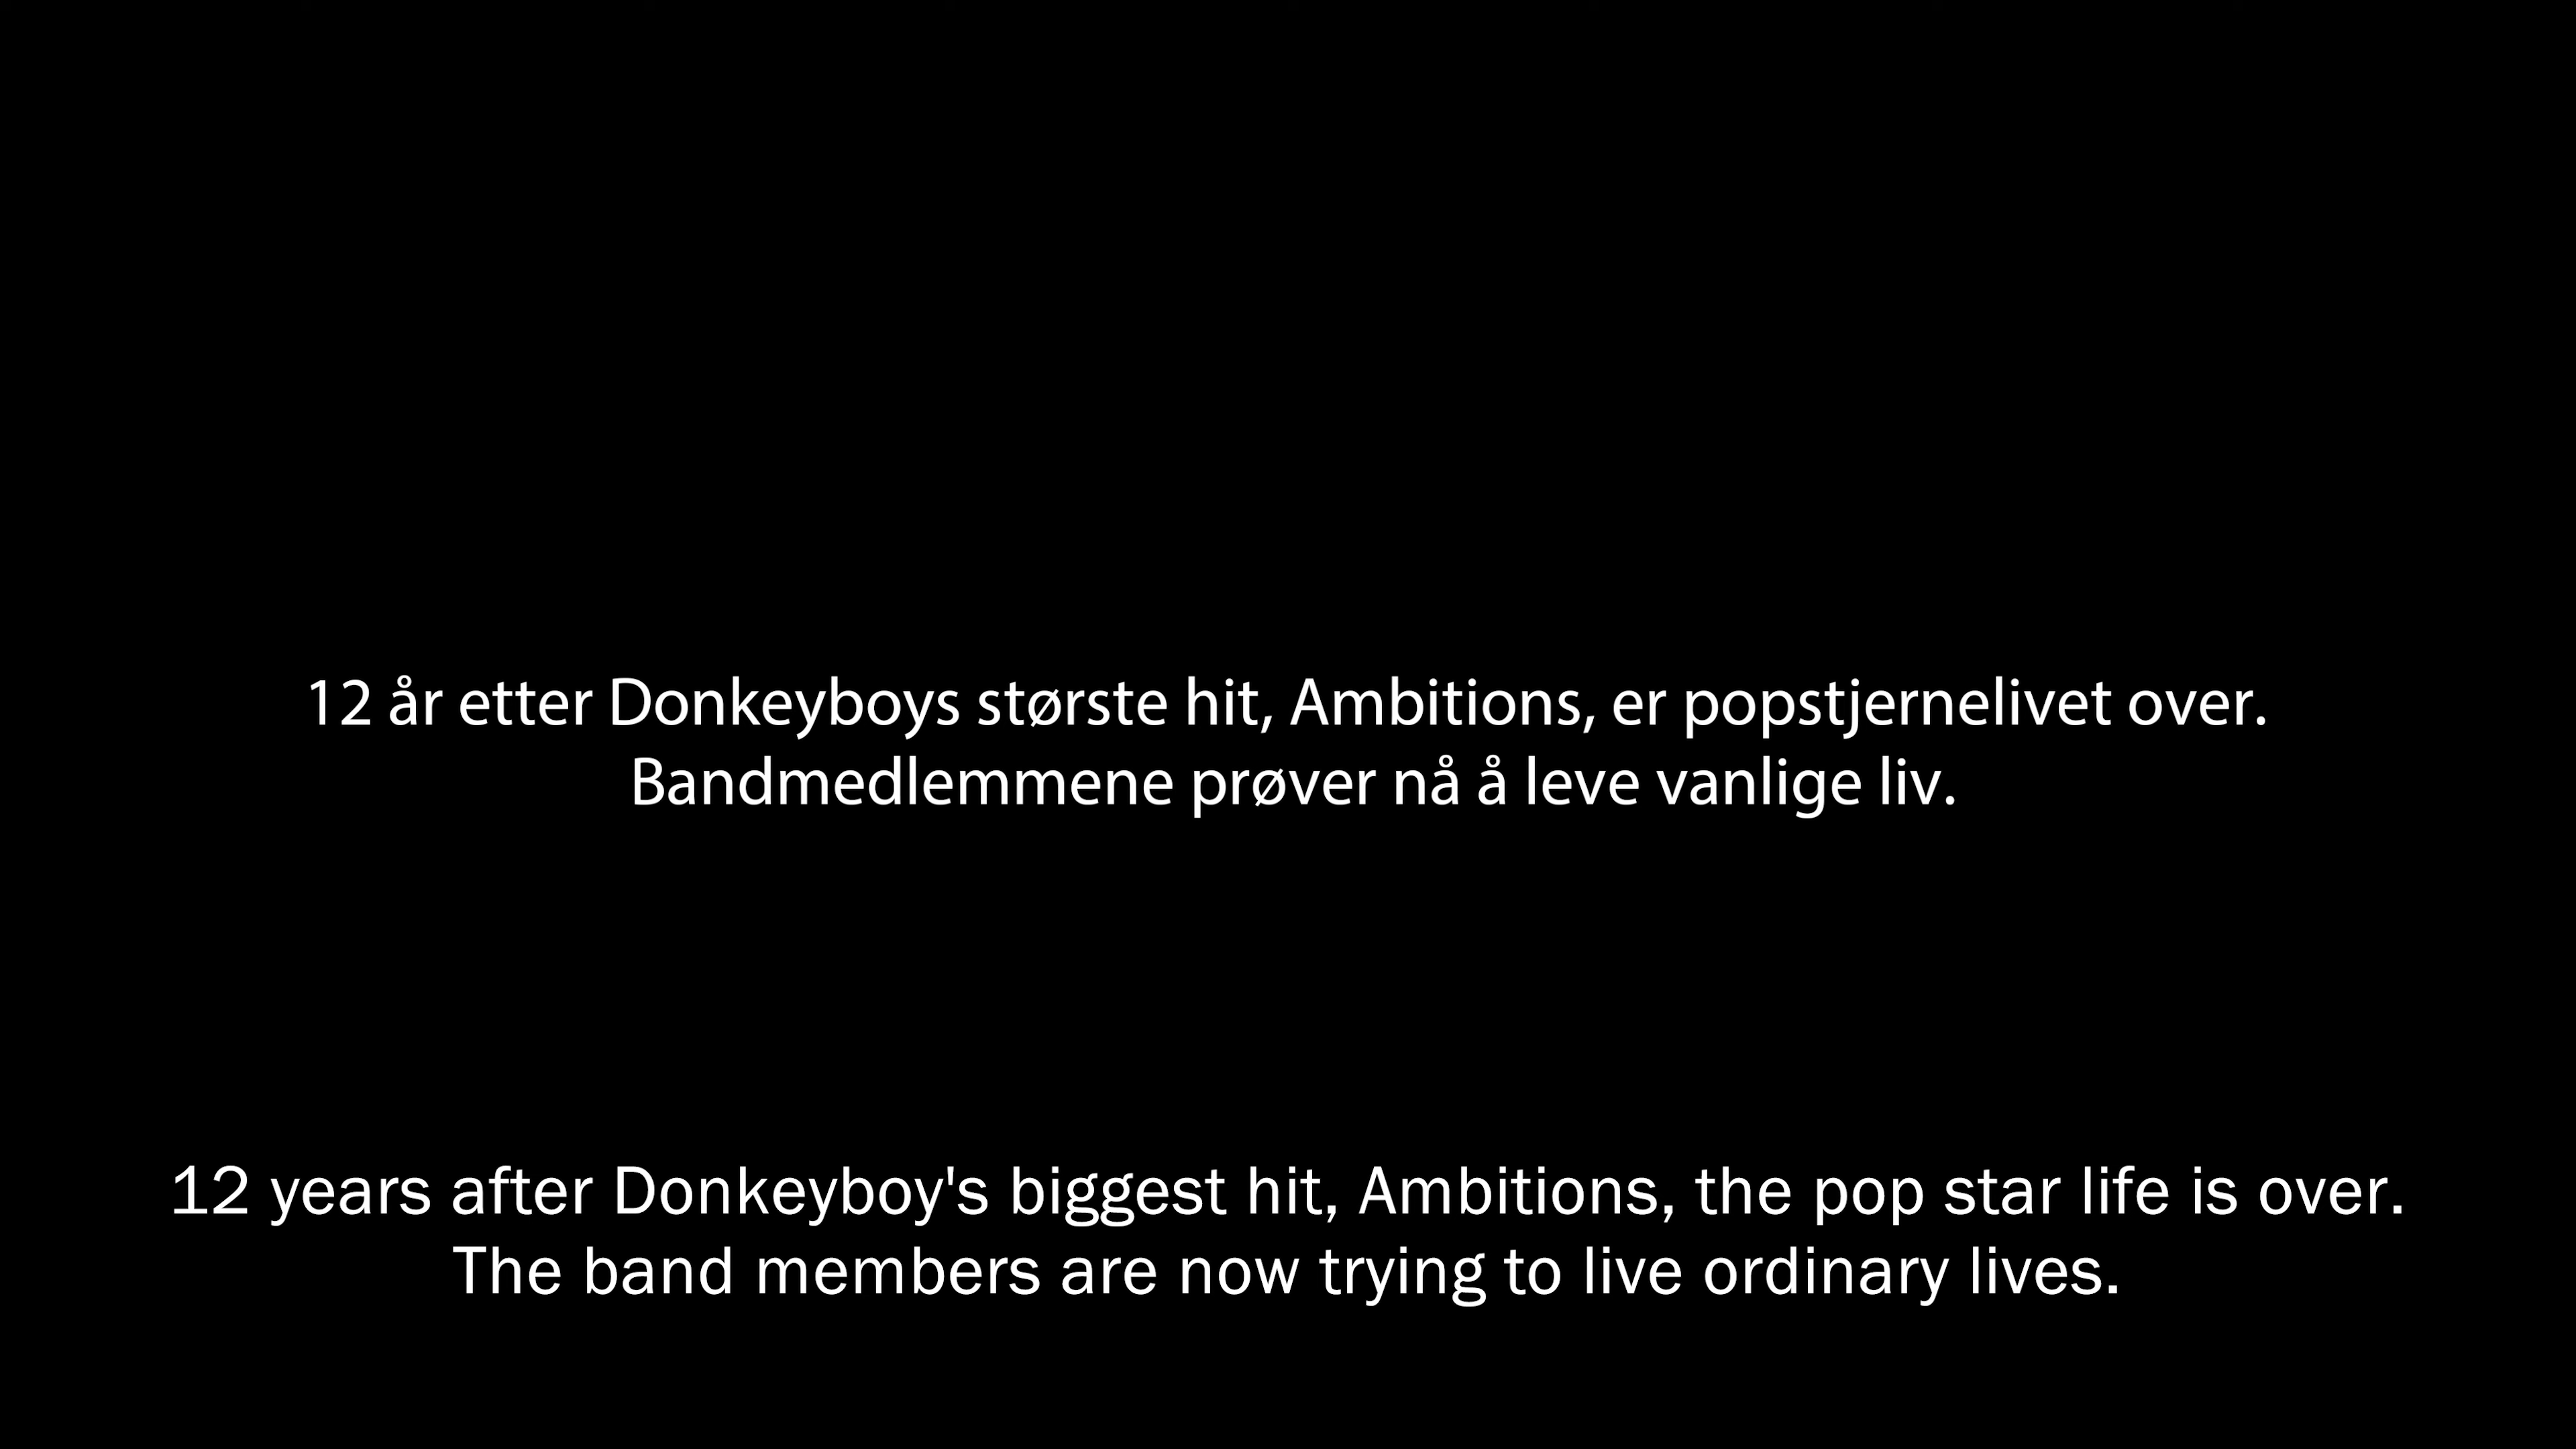 12 år etter Donkeyboys største hit, Ambitions, er popstjernelivet over.
Bandmedlemmene prøver nå å leve vanlige liv.
12 years after Donkeyboy's biggest hit, Ambitions, the pop star life is over.
The band members are now trying to live ordinary lives.